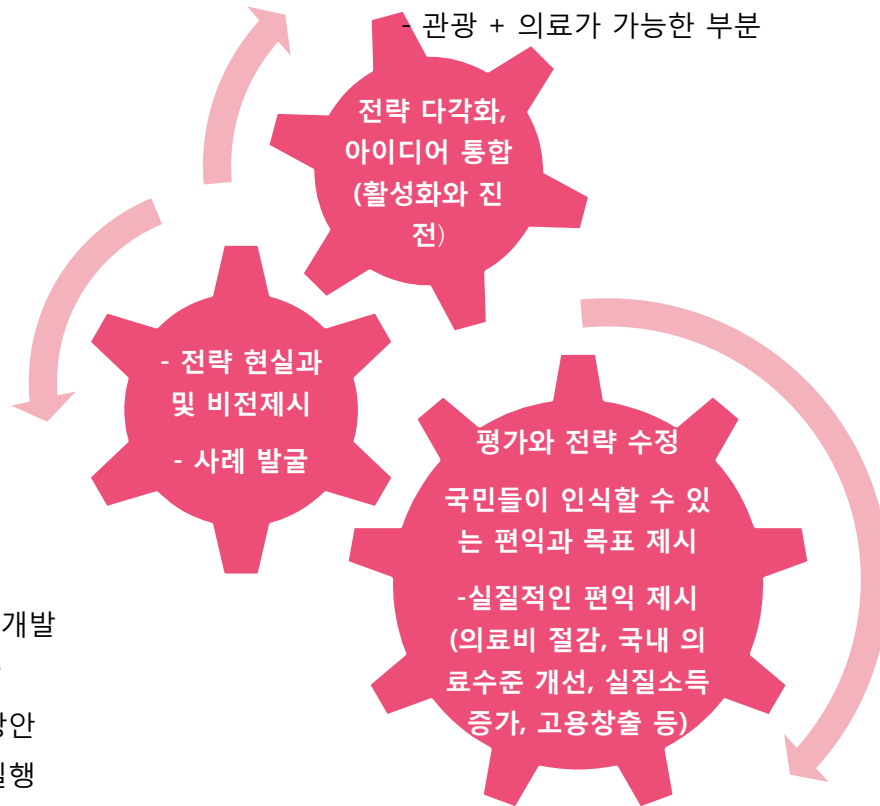 - 관광 + 의료가 가능한 부분
전략 다각화,
아이디어 통합
(활성화와 진
전)
- 전략 현실과
및 비전제시
- 사례 발굴
평가와 전략 수정
국민들이 인식할 수 있
는 편익과 목표 제시
-실질적인 편익 제시
(의료비 절감, 국내 의
료수준 개선, 실질소득
증가, 고용창출 등)
개발
방안
실행